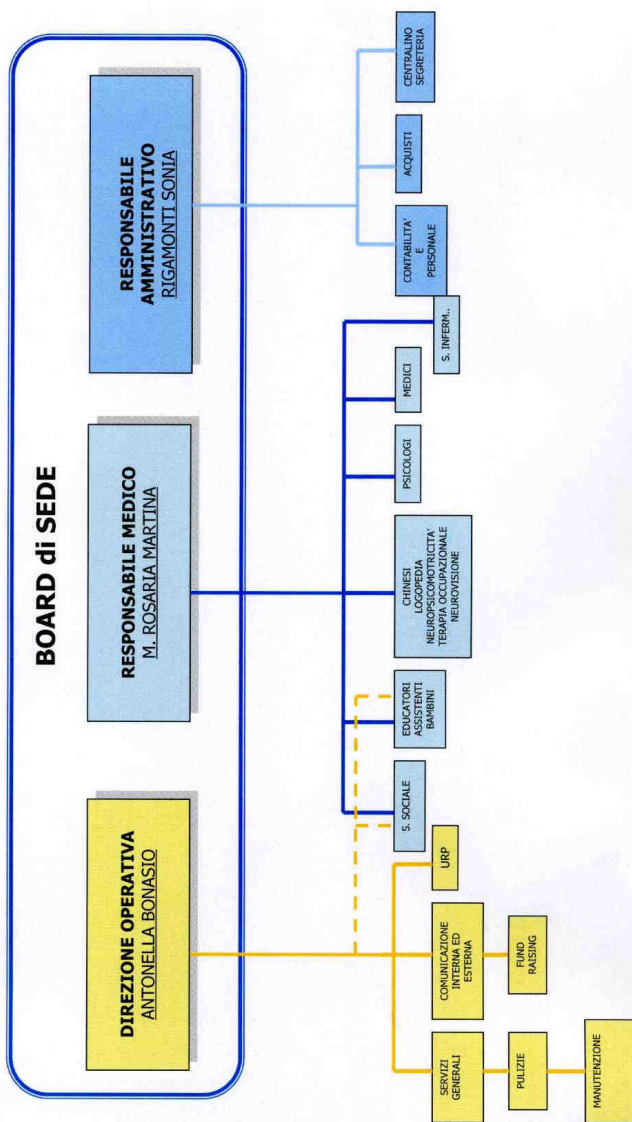 BOARD di SEDE
DIREZIONE OPERATIVA
ANTONELLA BONASIO
RESPONSABILE MEDICO
M. ROSARIA MARTINA
RESPONSABILE
AMMINISTRATIVO
RIGAMONTI SONIA
SERVIZI
GENERALI
PULIZIE
MANUTENZIONE
COMUNICAZIONE
INTERNA ED
ESTERNA
FUND
RAISING
URP
S. SOCIALE
EDUCATORI
ASSISTENTI
BAMBINI
CHINESI
LOGOPEDIA
NEUROPSICOMOTRICITA'
TERAPIA OCCUPAZIONALE
NEUROVISIONE
PSICOLOGI
MEDICI
S. INFERM..
CONTABILITA'
E
PERSONALE
ACQUISTI
CENTRALINO
SEGRETERIA